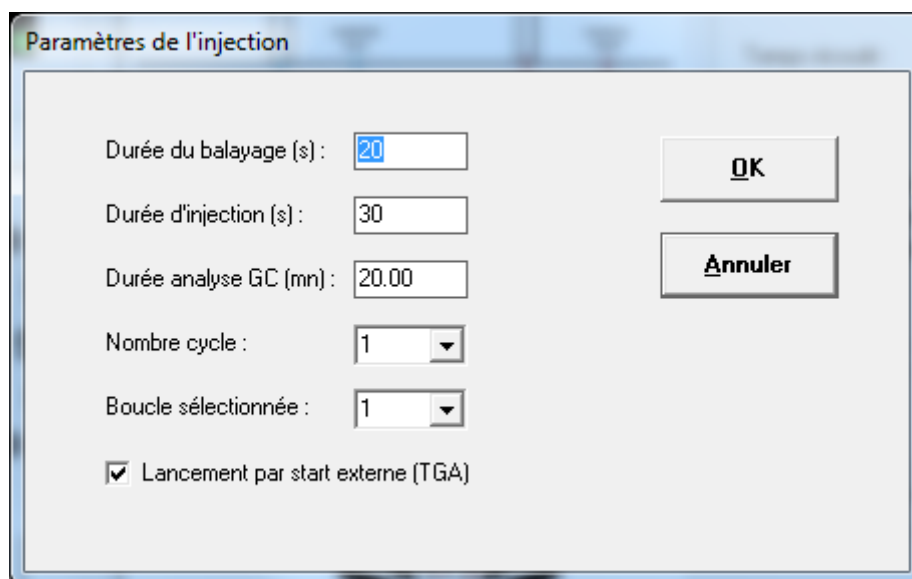 Paramètres de l'injection
Durée du balayage (s) : 20
OK
Durée d'injection (s) : 30
Annuler
Durée analyse GC (mn) : 20.00
Nombre cycle : 1
Boucle sélectionnée : 1
Lancement par start externe (TGA)